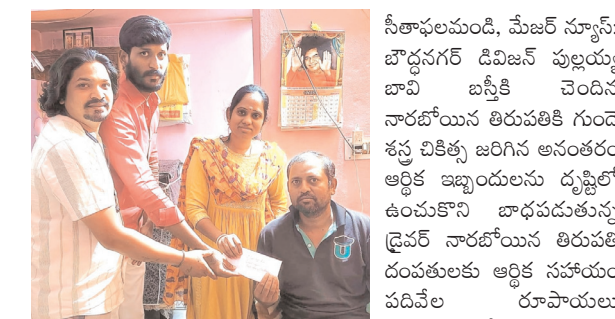 సీతాఫలమండి, మేజర్ న్యూస్:
బౌద్ధనగర్ డివిజన్ పుల్లయ్య
బావి బస్తీకి చెందిన
నారబోయిన తిరుపతికి గుండె
శస్త్ర చికిత్స జరిగిన అనంతరం
ఆర్థిక ఇబ్బందులను దృష్టిలో
ఉంచుకొని బాధపడుతున్న
డ్రైవర్ నారబోయిన తిరుపతి
దంపతులకు ఆర్థిక సహాయం
పదివేల రూపాయలు